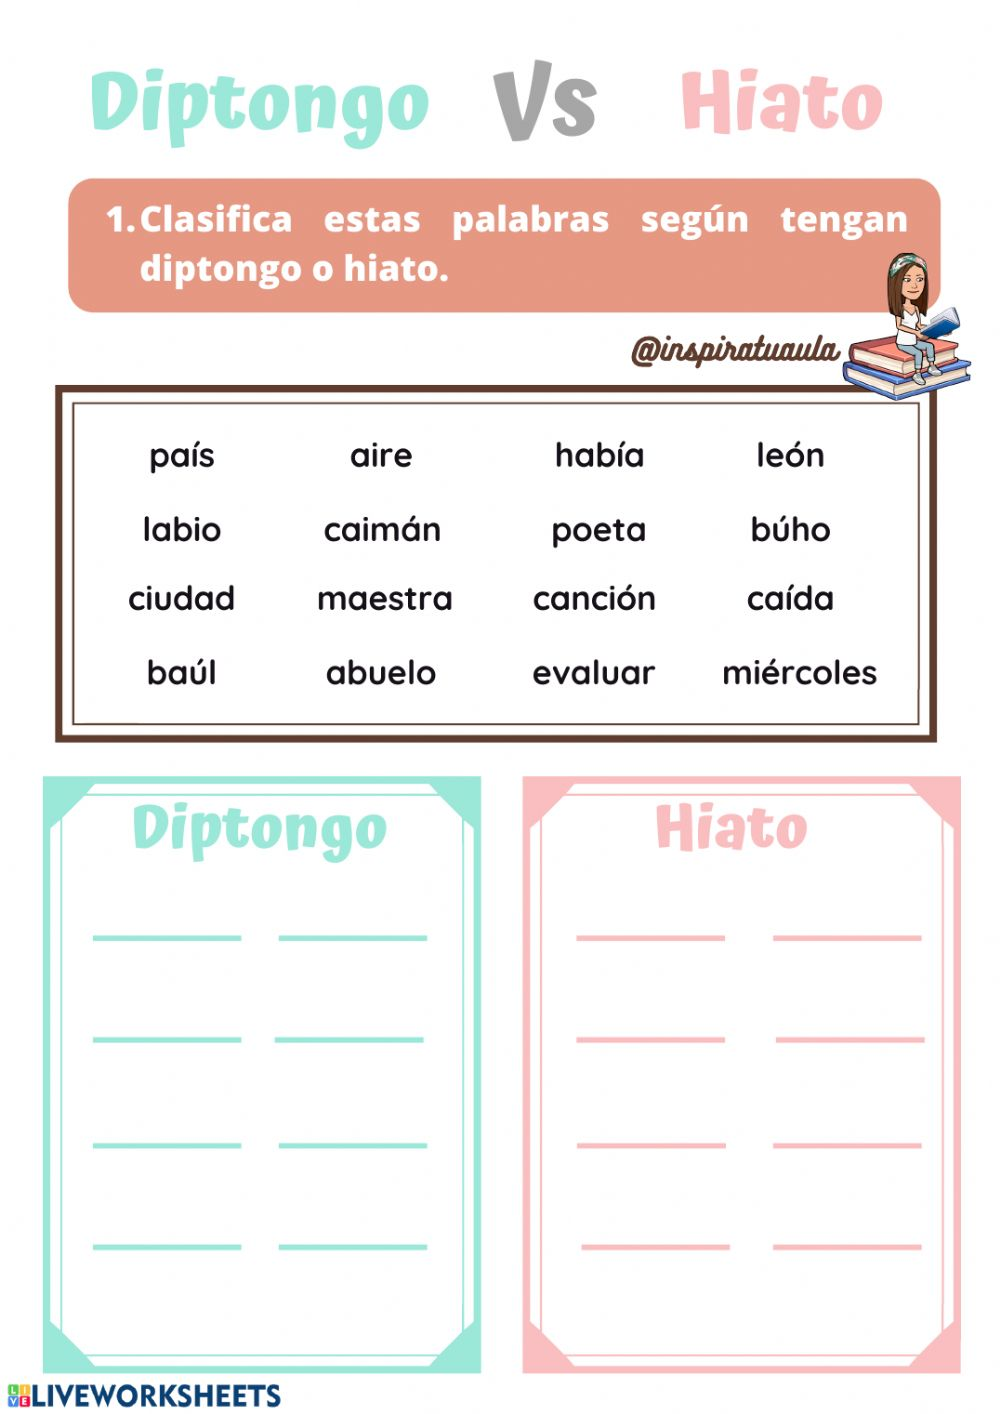 Diptongo Vs Hiato
1. Clasifica estas palabras según tengan
diptongo o hiato.
@inspiratuaula
país aire había león
labio caimán poeta búho
ciudad maestra canción caída
baúl abuelo evaluar miércoles
Diptongo Hiato
LIVE LIVEWORKSHEETS